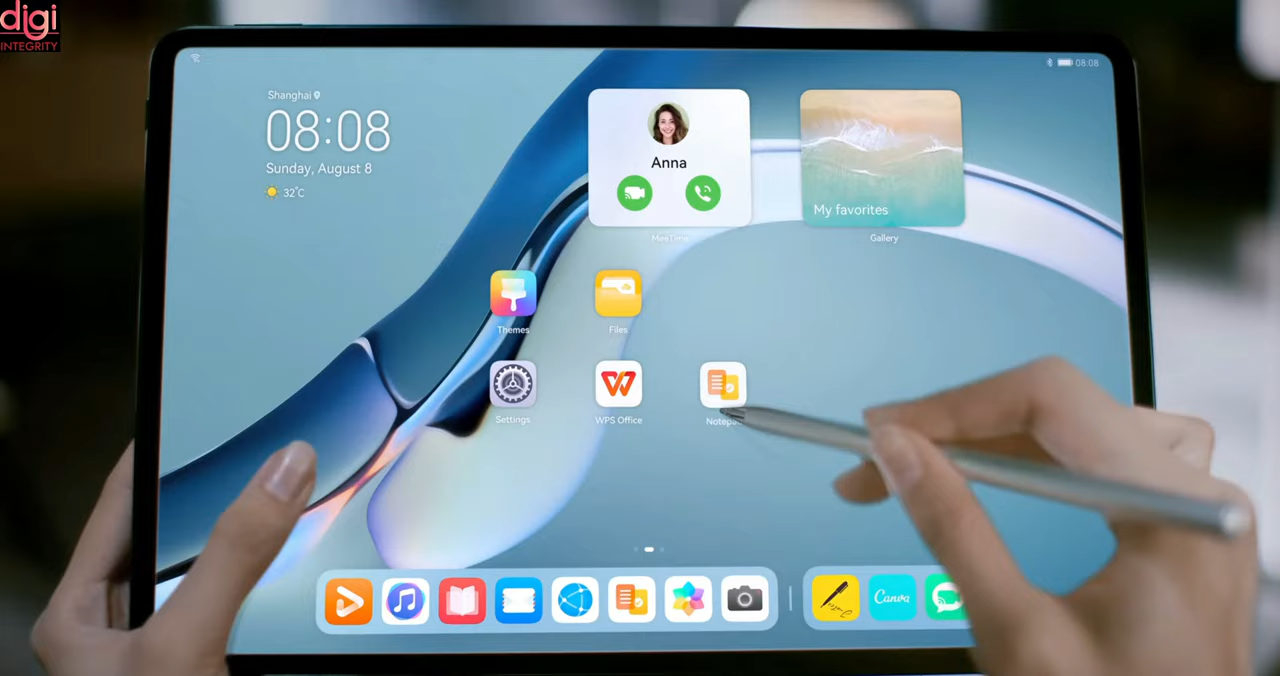 digi
INTEGRITY
08:08
Shanghai
08:08
Sunday, August 8
32°C
Anna
MeeTime
My favorites
Gallery
Themes
Files
Settings
WPS Office
Canva